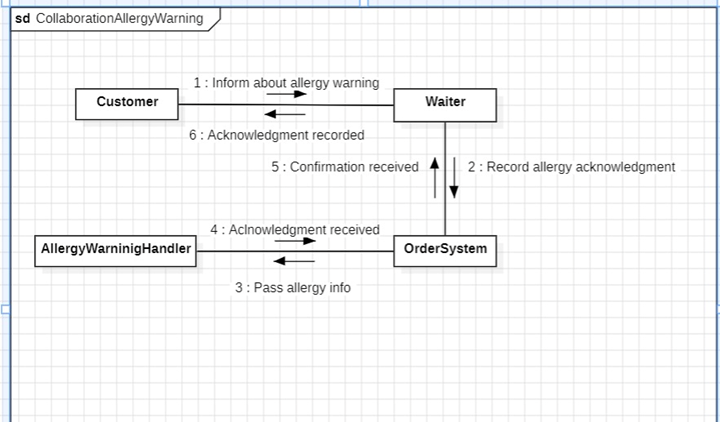 sd CollaborationAllergyWarning
1 : Inform about allergy warning
Customer
Waiter
6 : Acknowledgment recorded
5 : Confirmation received
2 : Record allergy acknowledgment
4 : Aclnowledgment received
AllergyWarninigHandler
OrderSystem
3 : Pass allergy info